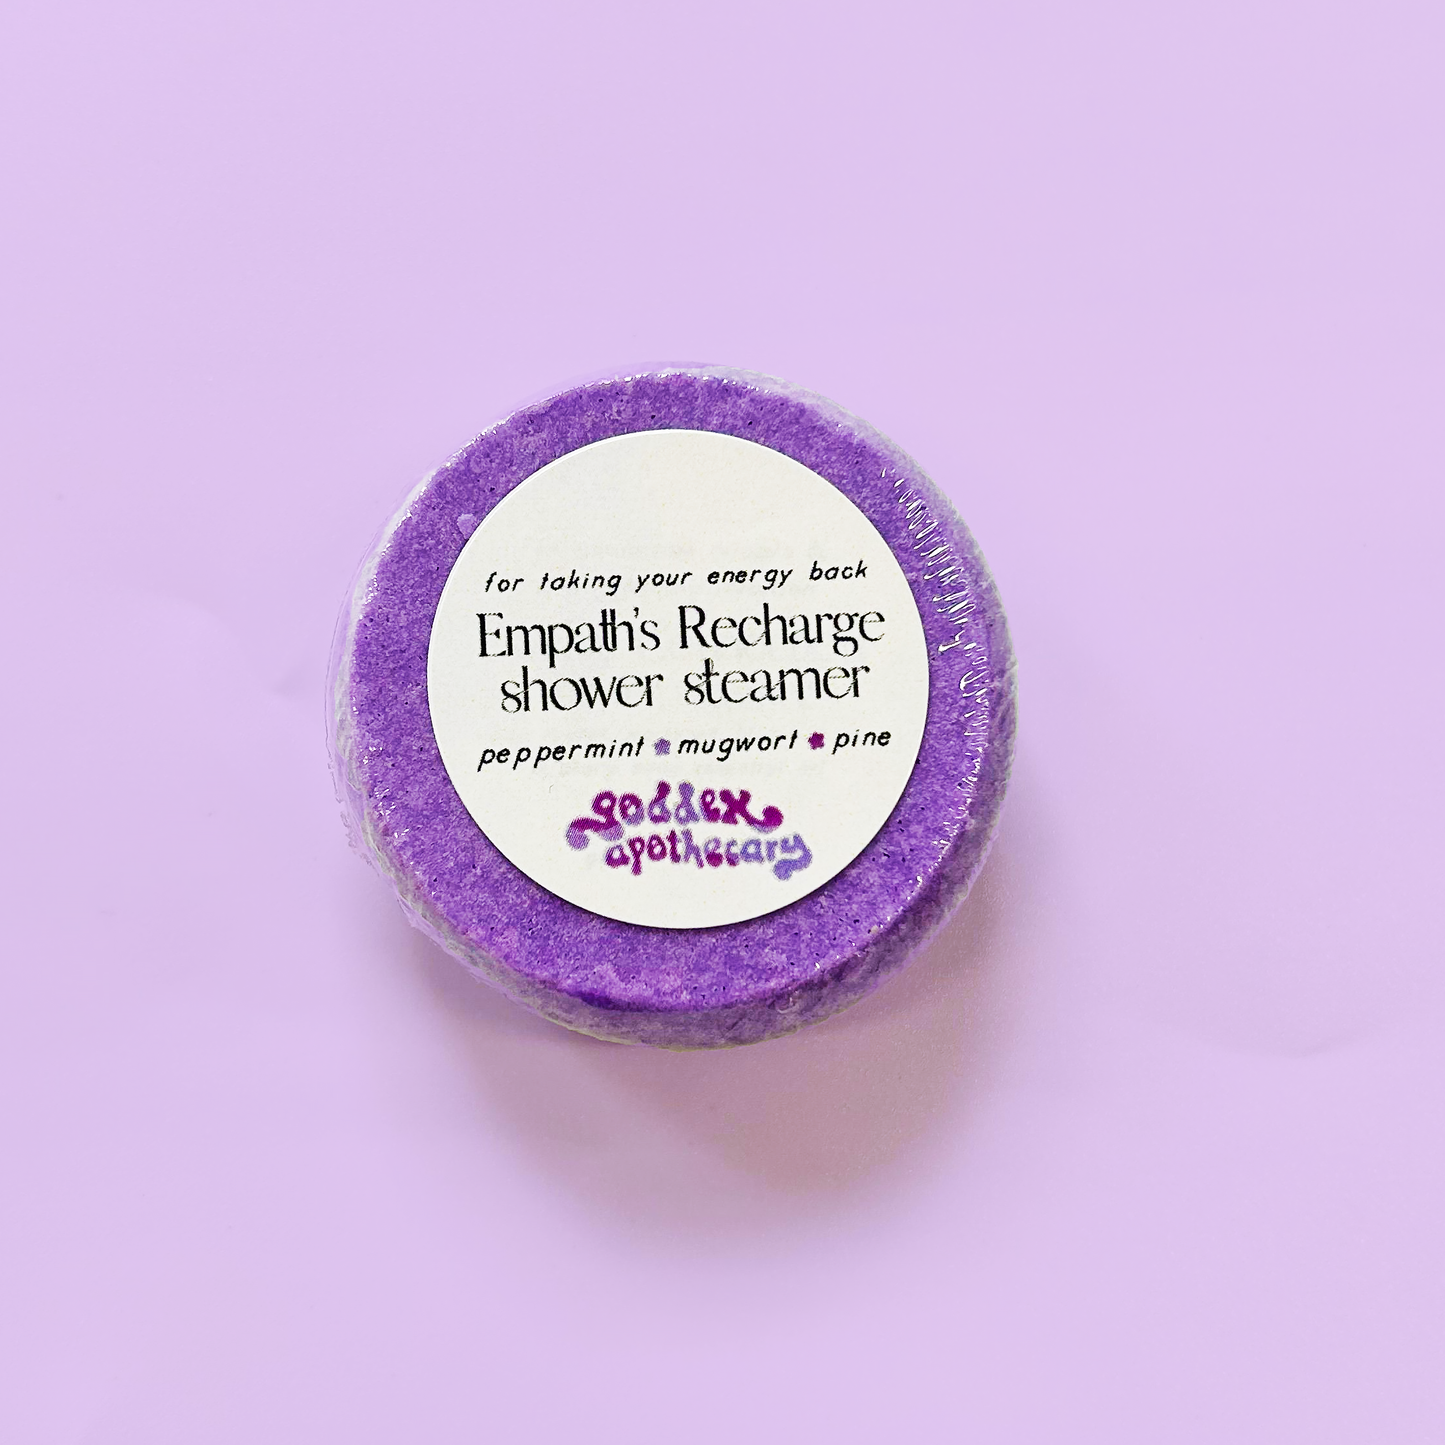 for taking your energy back
Empath's Recharge
shower steamer
peppermint mugwort pine
goddex
apothecary